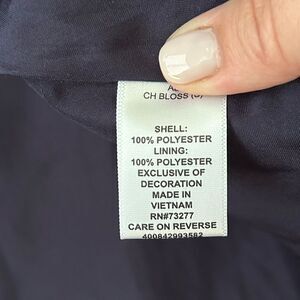 CH BLOSS
SHELL:
100% POLYESTER
LINING:
100% POLYESTER
EXCLUSIVE OF
DECORATION
MADE IN
VIETNAM
RN#73277
CARE ON REVERSE
400842993582